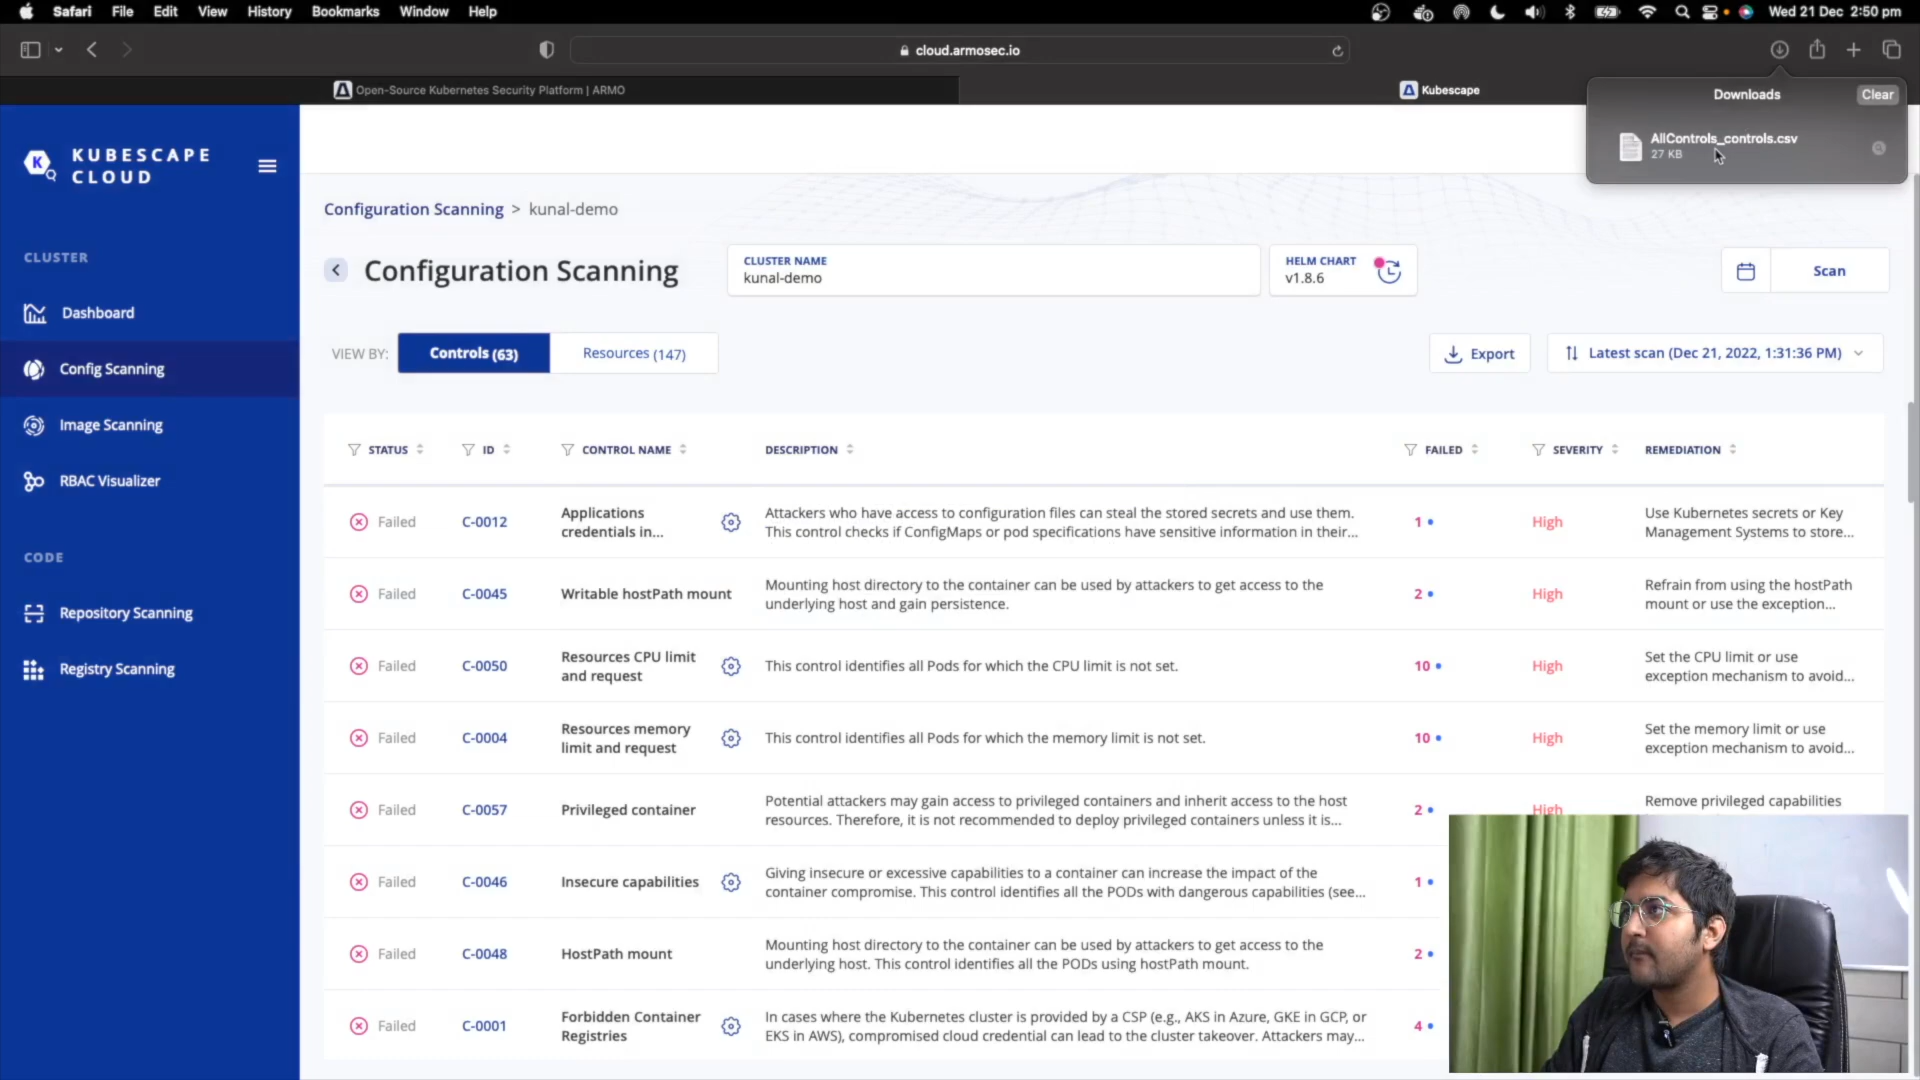 Safari File Edit View History Bookmarks Window Help
Wed 21 Dec 2:50 pm
cloud.armosec.io
Open-Source Kubernetes Security Platform | ARMO
Kubescape
Downloads
Clear
AllControls_controls.csv
27 KB
KUBESCAPE
CLOUD
CLUSTER
Dashboard
Config Scanning
Image Scanning
RBAC Visualizer
CODE
Repository Scanning
Registry Scanning
Configuration Scanning > kunal-demo
Configuration Scanning
CLUSTER NAME
kunal-demo
HELM CHART
v1.8.6
Scan
VIEW BY:
Controls (63)
Resources (147)
Export
Latest scan (Dec 21, 2022, 1:31:36 PM)
STATUS ID CONTROL NAME DESCRIPTION FAILED SEVERITY REMEDIATION
Failed
C-0012
Applications
credentials in...
Attackers who have access to configuration files can steal the stored secrets and use them.
This control checks if ConfigMaps or pod specifications have sensitive information in their...
1
High
Use Kubernetes secrets or Key
Management Systems to store...
Failed
C-0045
Writable hostPath mount
Mounting host directory to the container can be used by attackers to get access to the
underlying host and gain persistence.
2
High
Refrain from using the hostPath
mount or use the exception...
Failed
C-0050
Resources CPU limit
and request
This control identifies all Pods for which the CPU limit is not set.
10
High
Set the CPU limit or use
exception mechanism to avoid...
Failed
C-0004
Resources memory
limit and request
This control identifies all Pods for which the memory limit is not set.
10
High
Set the memory limit or use
exception mechanism to avoid...
Failed
C-0057
Privileged container
Potential attackers may gain access to privileged containers and inherit access to the host
resources. Therefore, it is not recommended to deploy privileged containers unless it is...
2
High
Remove privileged capabilities
Failed
C-0046
Insecure capabilities
Giving insecure or excessive capabilities to a container can increase the impact of the
container compromise. This control identifies all the PODs with dangerous capabilities (see...
1
Failed
C-0048
HostPath mount
Mounting host directory to the container can be used by attackers to get access to the
underlying host. This control identifies all the PODs using hostPath mount.
2
Failed
C-0001
Forbidden Container
Registries
In cases where the Kubernetes cluster is provided by a CSP (e.g., AKS in Azure, GKE in GCP, or
EKS in AWS), compromised cloud credential can lead to the cluster takeover. Attackers may...
4